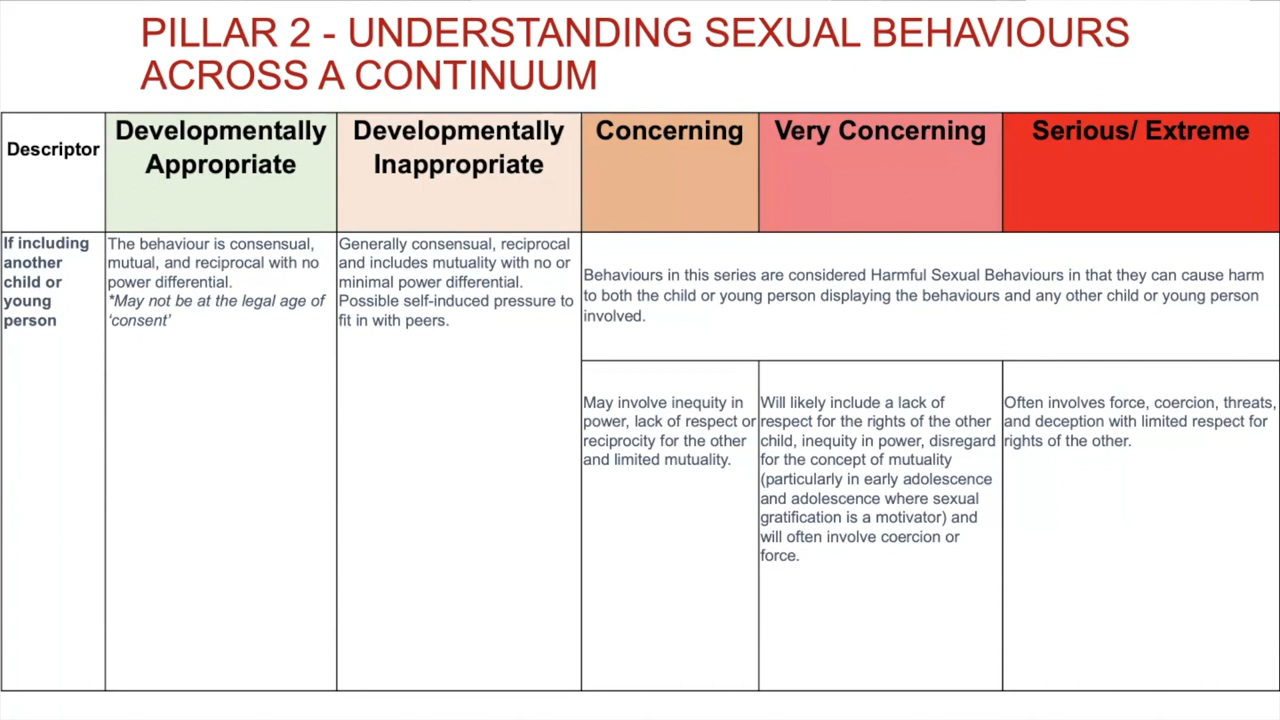 PILLAR 2 - UNDERSTANDING SEXUAL BEHAVIOURS
ACROSS A CONTINUUM
Descriptor
Developmentally
Appropriate
Developmentally
Inappropriate
Concerning
Very Concerning
Serious/ Extreme
If including
another
child or
young
person
The behaviour is consensual,
mutual, and reciprocal with no
power differential.
*May not be at the legal age of
‘consent’
Generally consensual, reciprocal
and includes mutuality with no or
minimal power differential.
Possible self-induced pressure to
fit in with peers.
Behaviours in this series are considered Harmful Sexual Behaviours in that they can cause harm
to both the child or young person displaying the behaviours and any other child or young person
involved.
May involve inequity in
power, lack of respect or
reciprocity for the other
and limited mutuality.
Will likely include a lack of
respect for the rights of the other
child, inequity in power, disregard
for the concept of mutuality
(particularly in early adolescence
and adolescence where sexual
gratification is a motivator) and
will often involve coercion or
force.
Often involves force, coercion, threats,
and deception with limited respect for
rights of the other.